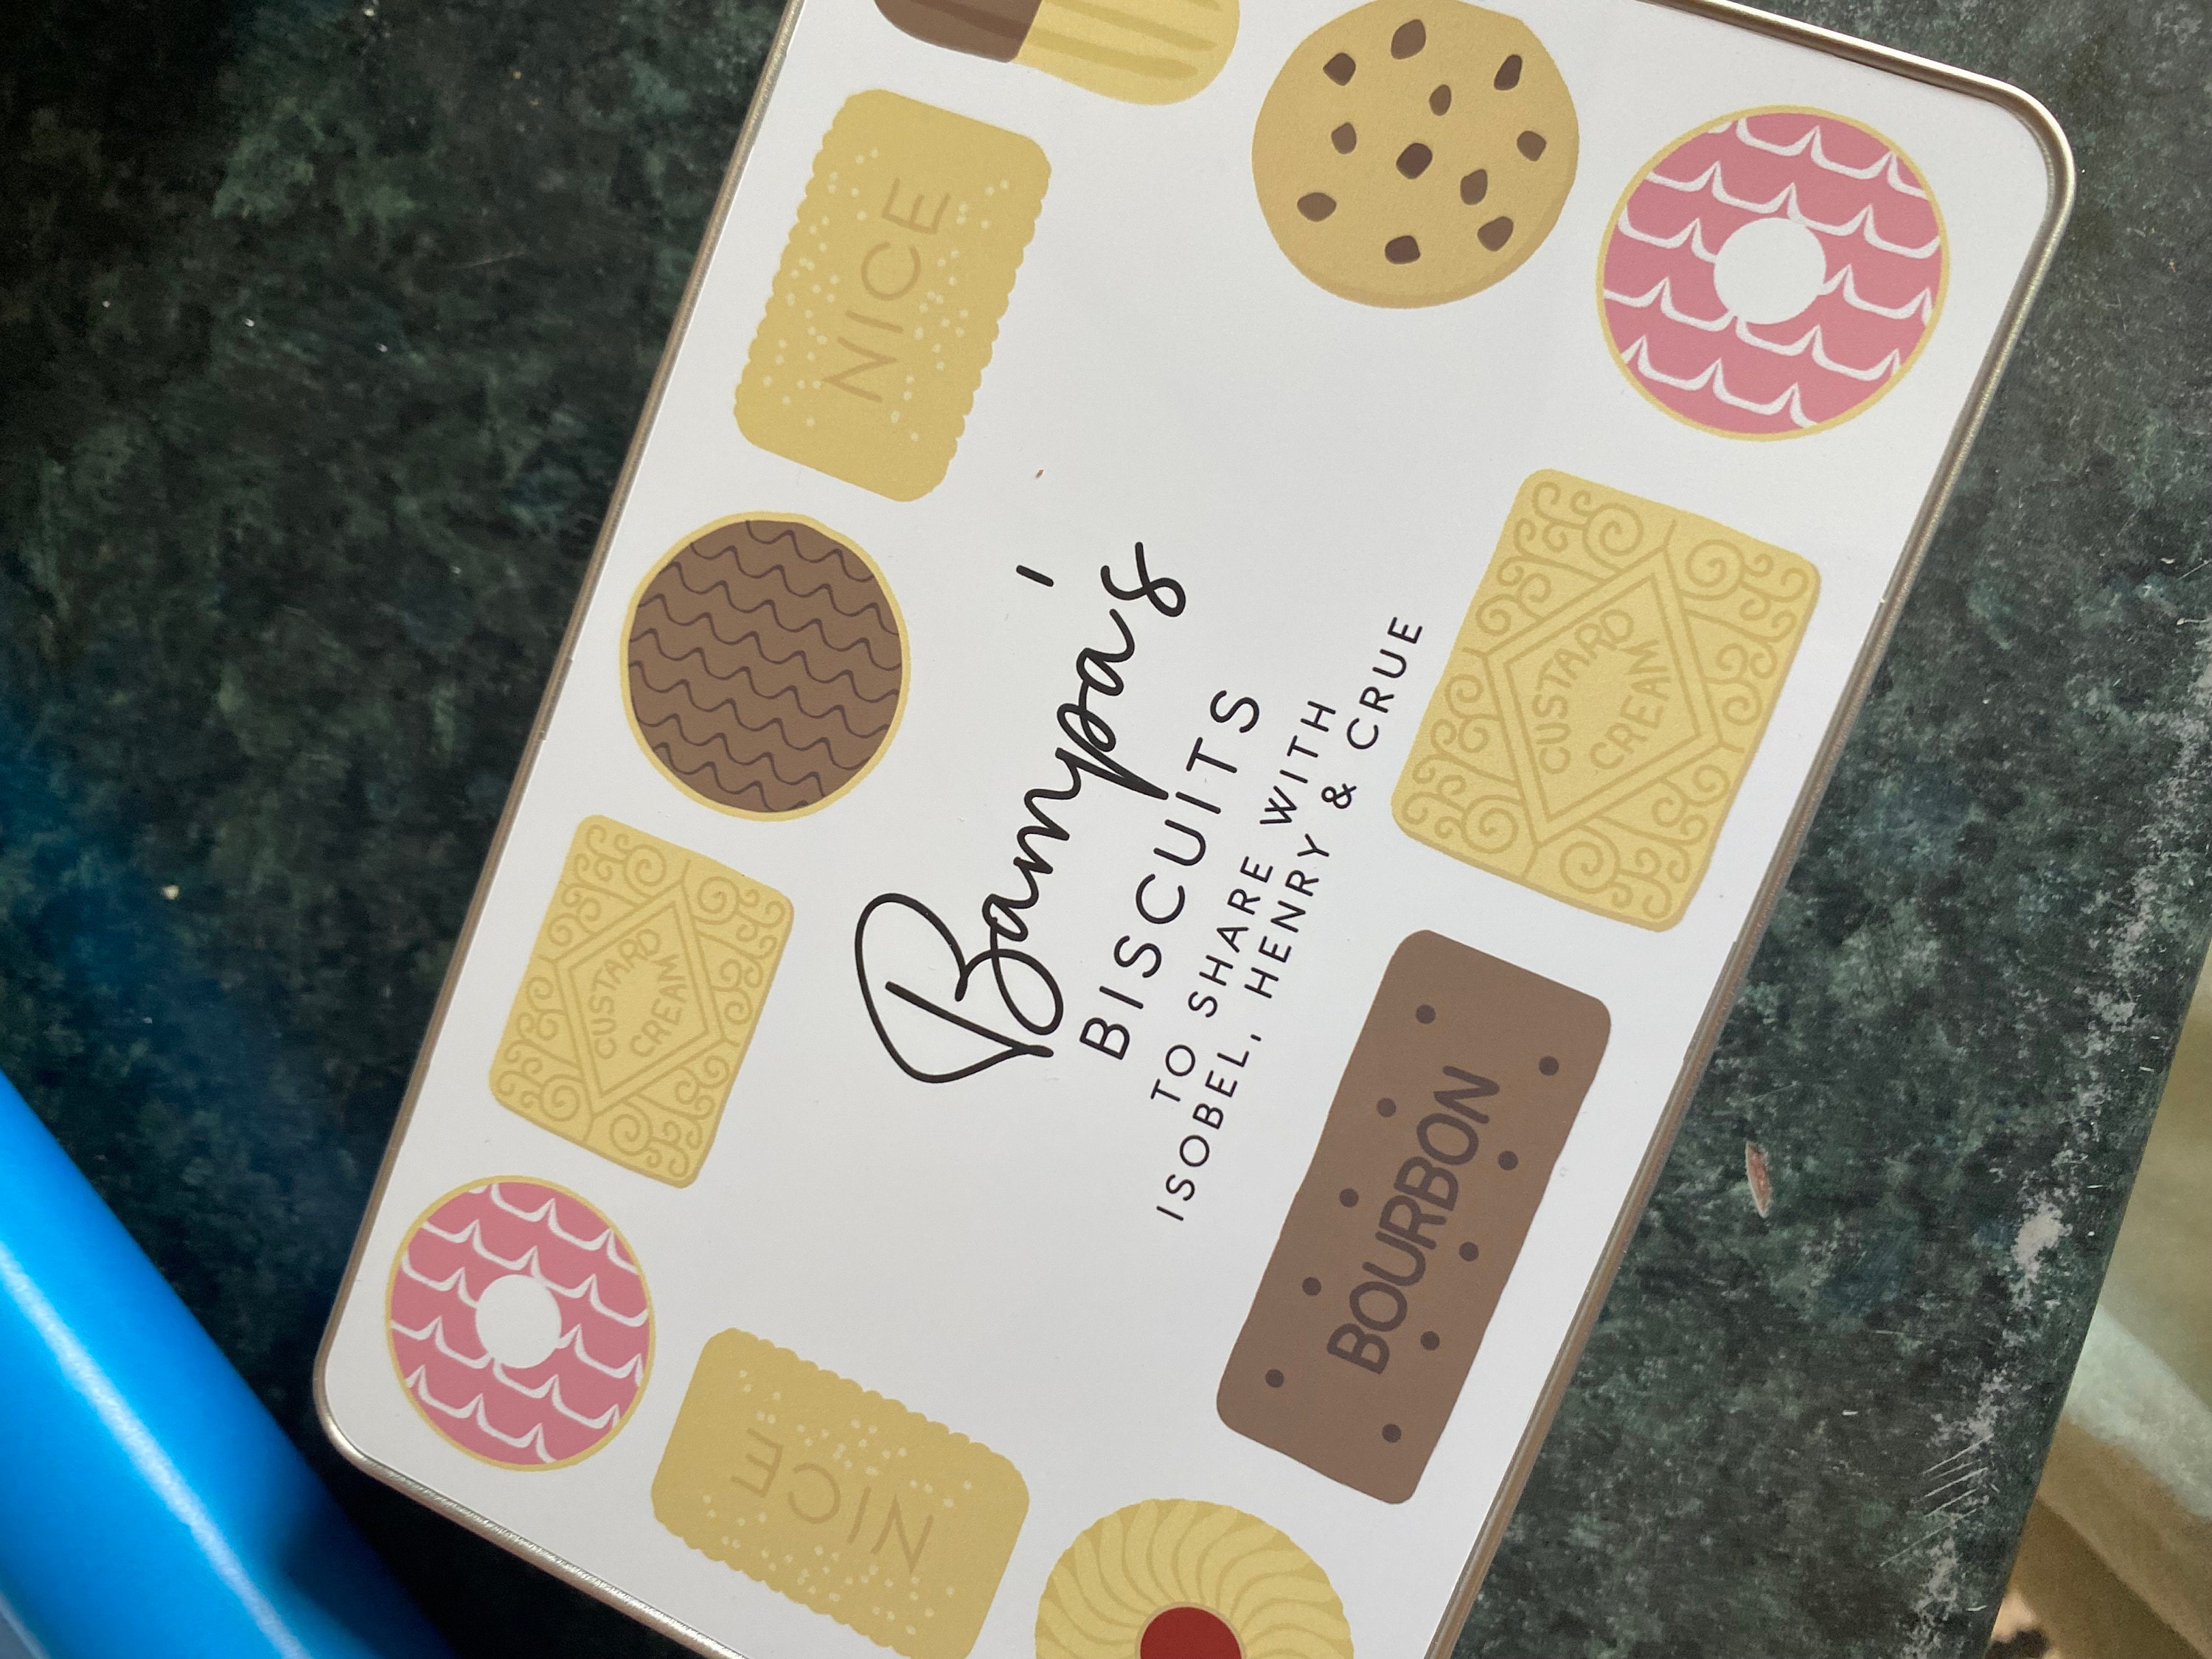 NICE
Bampa's
BISCUITS
TO SHARE WITH
ISOBEL, HENRY & CRUE
CUSTARD
CREAM
CUSTARD
CREAM
BOURBON
NICE